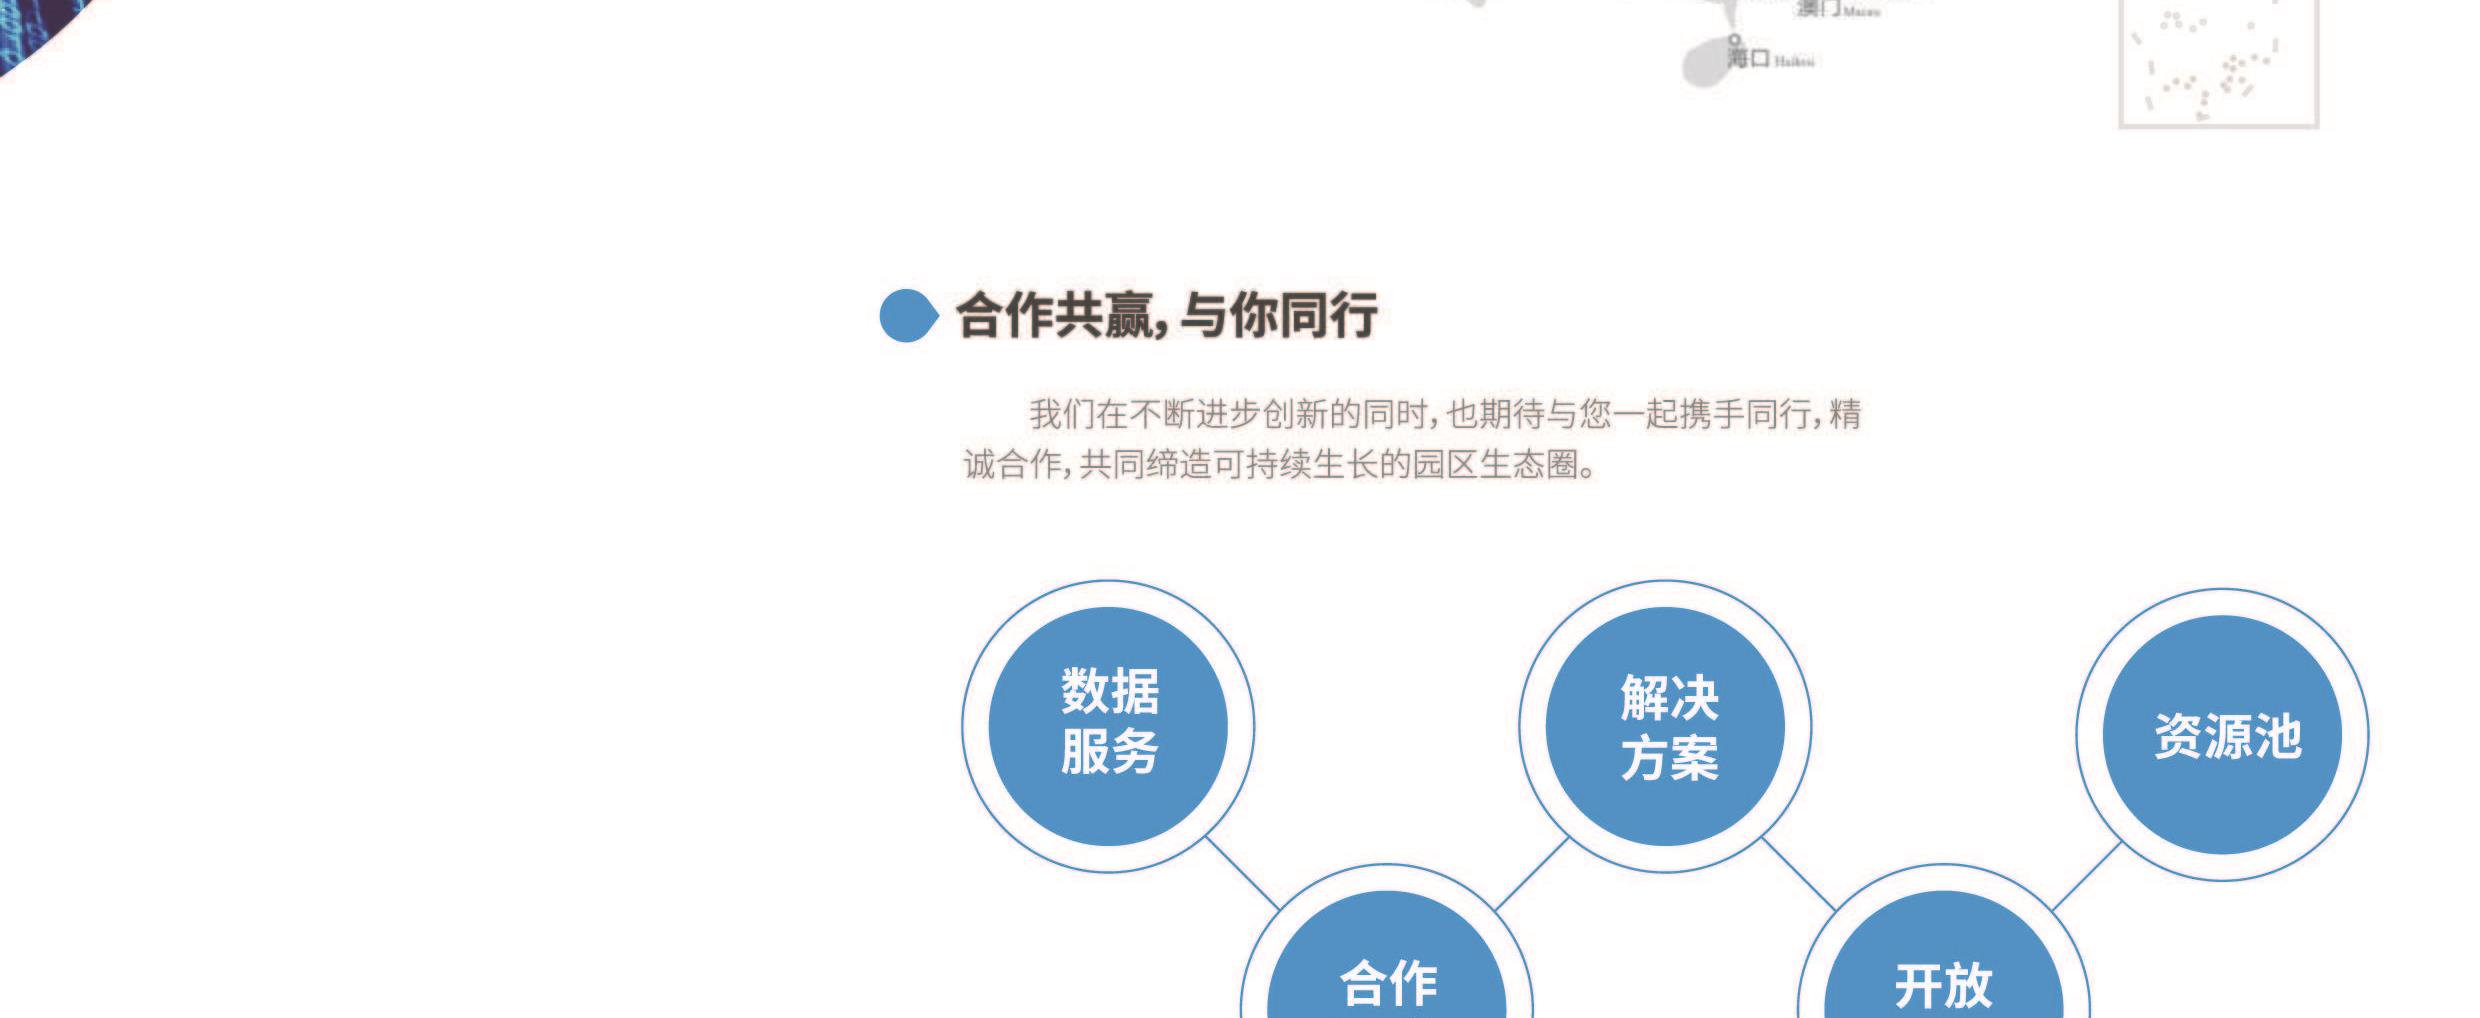 澳门 Macau
海口 Haikou
合作共赢，与你同行
我们在不断进步创新的同时，也期待与您一起携手同行，精
诚合作，共同缔造可持续生长的园区生态圈。
数据
服务
解决
方案
资源池
合作
开放